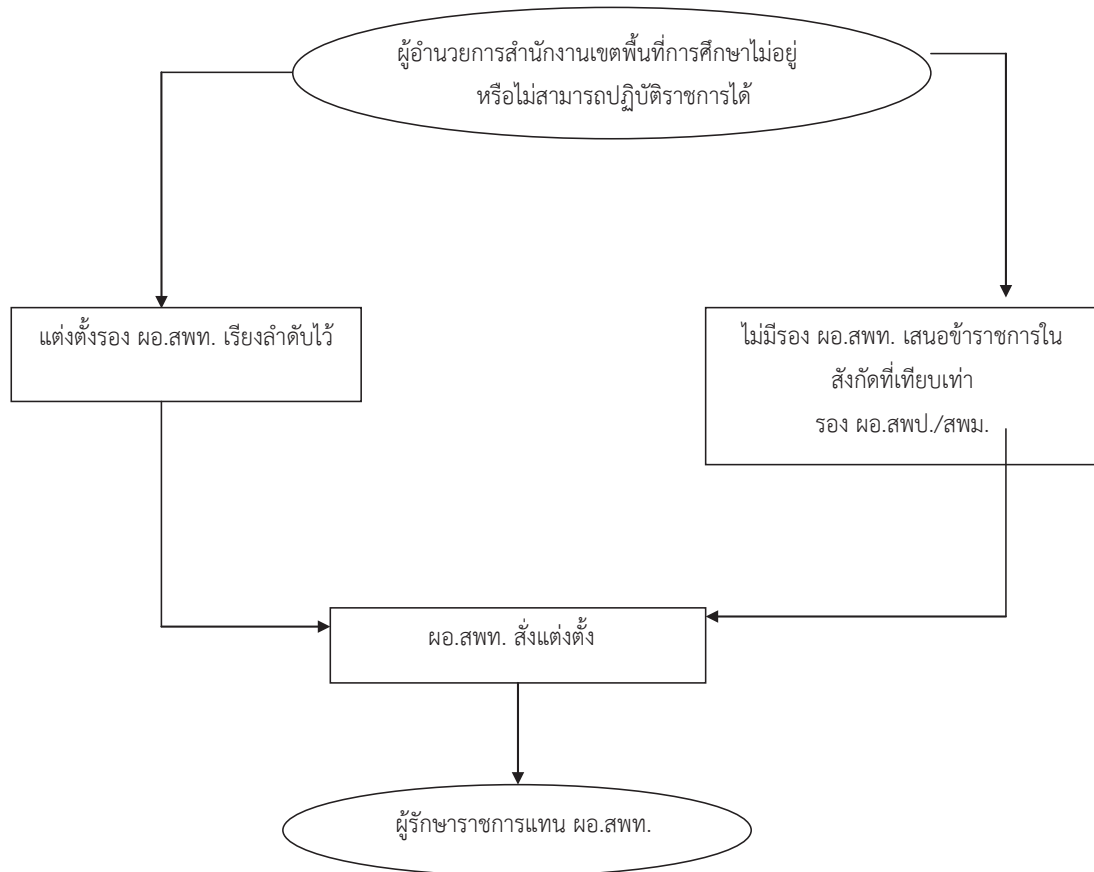 ผู้อำนวยการสำนักงานเขตพื้นที่การศึกษาไม่อยู่
หรือไม่สามารถปฏิบัติราชการได้
แต่งตั้งรอง ผอ.สพท. เรียงลำดับไว้
ไม่มีรอง ผอ.สพท. เสนอข้าราชการใน
สังกัดที่เทียบเท่า
รอง ผอ.สพป./สพม.
ผอ.สพท. สั่งแต่งตั้ง
ผู้รักษาราชการแทน ผอ.สพท.